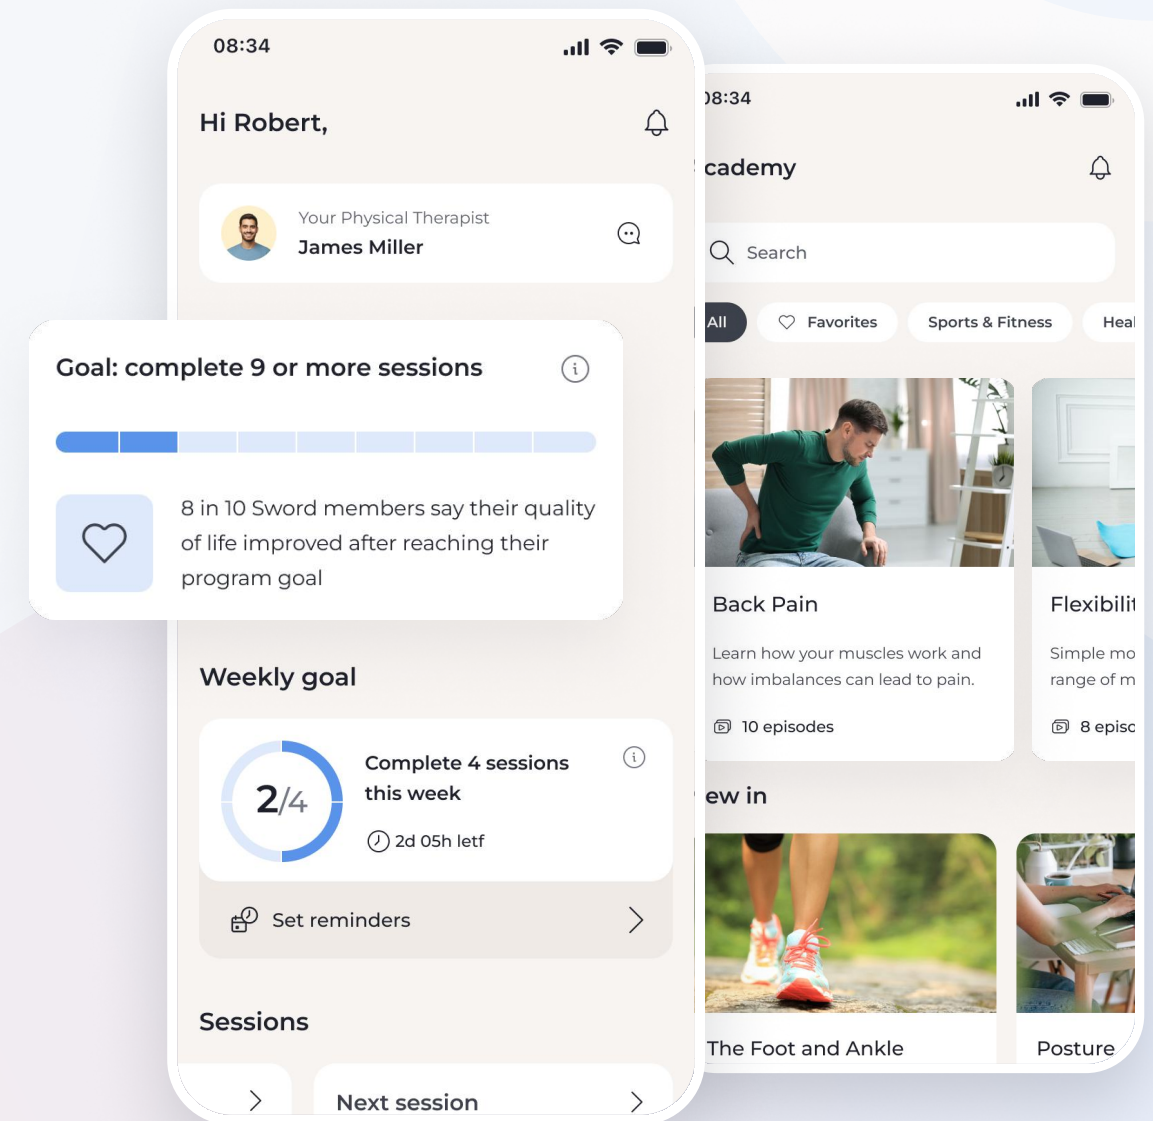 08:34
Hi Robert,
Your Physical Therapist
James Miller
Goal: complete 9 or more sessions
8 in 10 Sword members say their quality
of life improved after reaching their
program goal
Weekly goal
2/4
Complete 4 sessions
this week
2d 05h letf
Set reminders
Sessions
Next session
08:34
cademy
Search
All
Favorites
Sports & Fitness
Heal
Back Pain
Learn how your muscles work and
how imbalances can lead to pain.
10 episodes
Flexibilit
Simple mo
range of m
8 episo
ew in
The Foot and Ankle
Posture